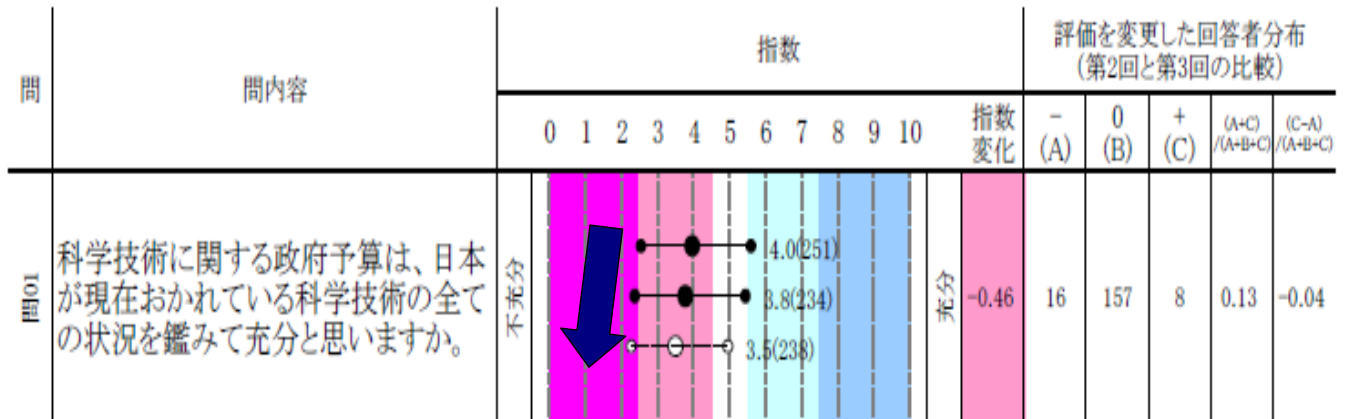 問
問内容
指数
評価を変更した回答者分布
(第2回と第3回の比較)
0 1 2 3 4 5 6 7 8 9 10
指数
変化
-
(A)
0
(B)
+
(C)
(A+C)
/(A+B+C)
(C-A)
/(A+B+C)
問01
科学技術に関する政府予算は、日本
が現在おかれている科学技術の全て
の状況を鑑みて充分と思いますか。
不充分
4.0(251)
3.8(234)
3.5(238)
充分
-0.46
16
157
8
0.13
-0.04